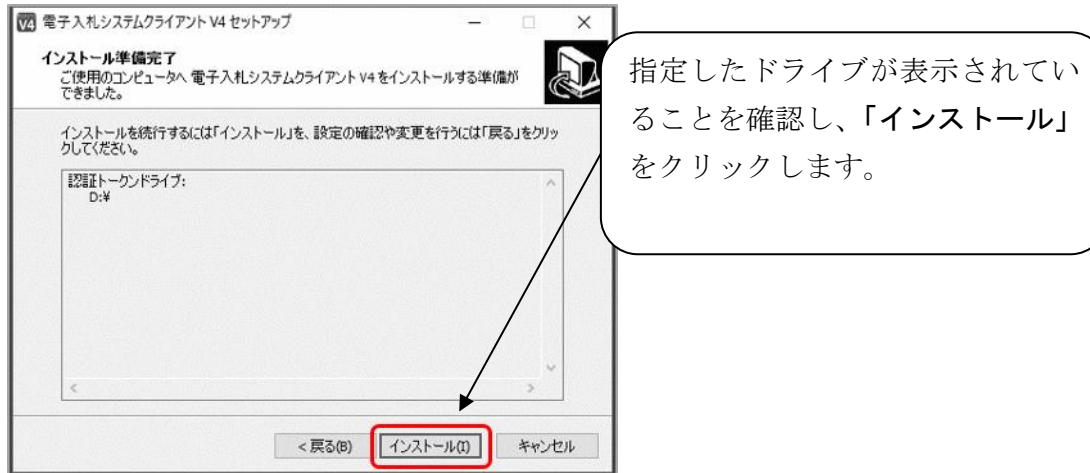 V4 電子入札システムクライアント V4 セットアップ
インストール準備完了
ご使用のコンピュータへ 電子入札システムクライアント V4 をインストールする準備が
できました。
インストールを続行するには「インストール」を、設定の確認や変更を行うには「戻る」をクリッ
クしてください。
認証トークンドライブ:
D:¥
< 戻る(B)
インストール(I)
キャンセル
指定したドライブが表示されてい
ることを確認し、「インストール」
をクリックします。